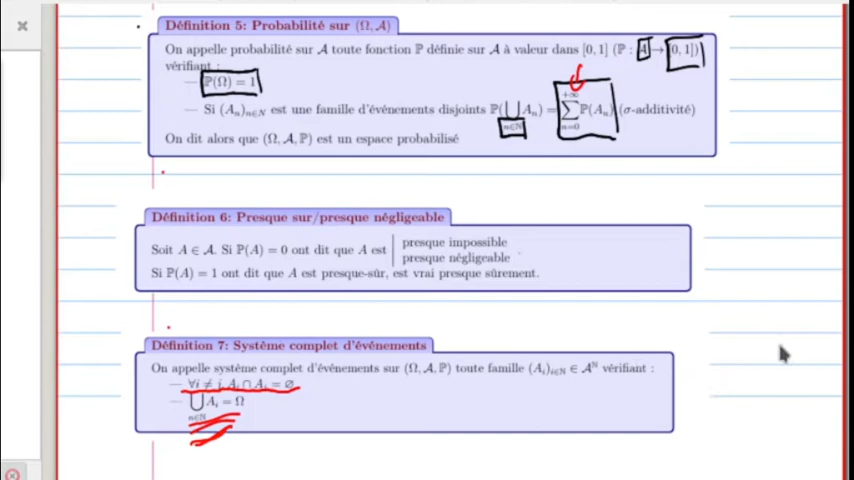 Définition 5: Probabilité sur (Ω, 𝒜)
On appelle probabilité sur 𝒜 toute fonction ℙ définie sur 𝒜 à valeur dans [0, 1] (ℙ : 𝒜 → [0, 1])
vérifiant :
— ℙ(Ω) = 1
— Si (Aₙ)ₙ∈ℕ est une famille d'événements disjoints ℙ(⋃ₙ∈ℕ Aₙ) = ∑ₙ₌₀⁺∞ ℙ(Aₙ) (σ-additivité)
On dit alors que (Ω, 𝒜, ℙ) est un espace probabilisé
Définition 6: Presque sur/presque négligeable
Soit A ∈ 𝒜. Si ℙ(A) = 0 ont dit que A est | presque impossible
presque négligeable .
Si ℙ(A) = 1 ont dit que A est presque-sûr, est vrai presque sûrement.
Définition 7: Système complet d'événements
On appelle système complet d'événements sur (Ω, 𝒜, ℙ) toute famille (Aᵢ)ᵢ∈ℕ ∈ 𝒜^ℕ vérifiant :
— ∀i ≠ j, Aᵢ ∩ Aⱼ = ∅
— ⋃ₙ∈ℕ Aᵢ = Ω